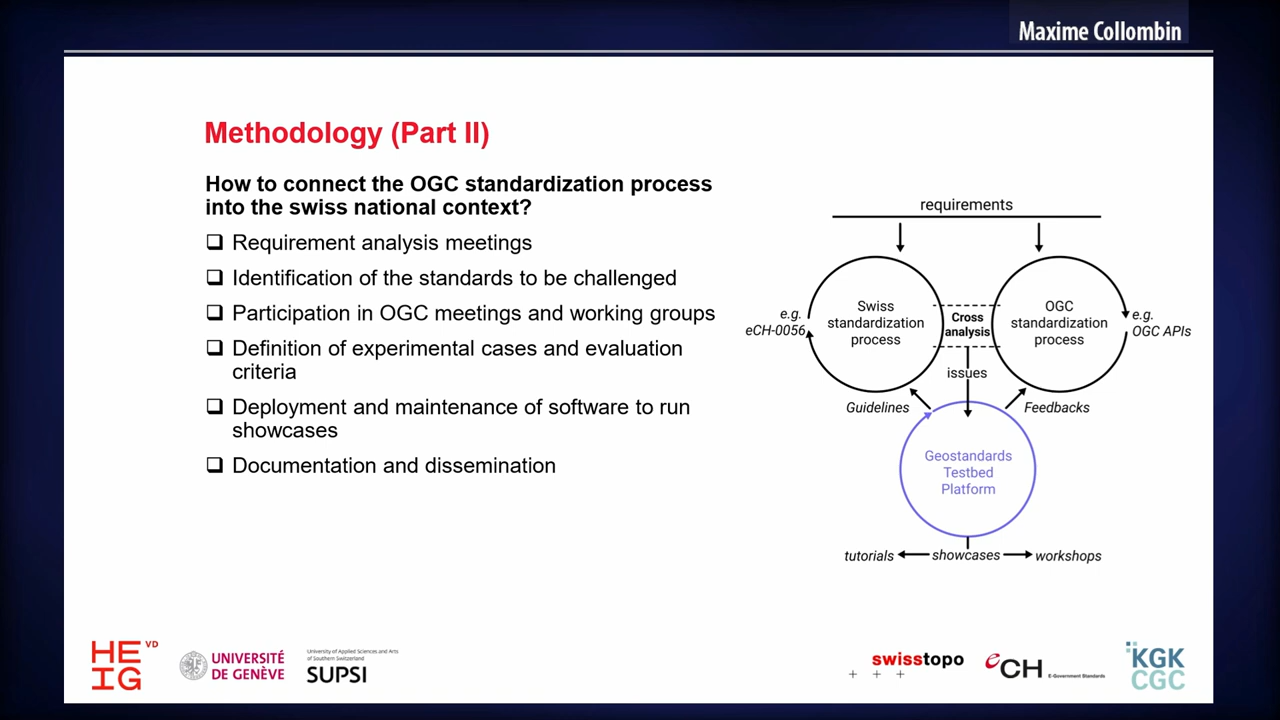 Maxime Collombin
Methodology (Part II)
How to connect the OGC standardization process
into the swiss national context?
❑ Requirement analysis meetings
❑ Identification of the standards to be challenged
❑ Participation in OGC meetings and working groups
❑ Definition of experimental cases and evaluation
criteria
❑ Deployment and maintenance of software to run
showcases
❑ Documentation and dissemination
requirements
Swiss
standardization
process
e.g.
eCH-0056
Cross
analysis
OGC
standardization
process
e.g.
OGC APIs
issues
Guidelines
Feedbacks
Geostandards
Testbed
Platform
tutorials
showcases
workshops
HE VD
IG
UNIVERSITÉ
DE GENÈVE
University of Applied Sciences and Arts
of Southern Switzerland
SUPSI
swisstopo
eCH
E-Government Standards
KGK
CGC